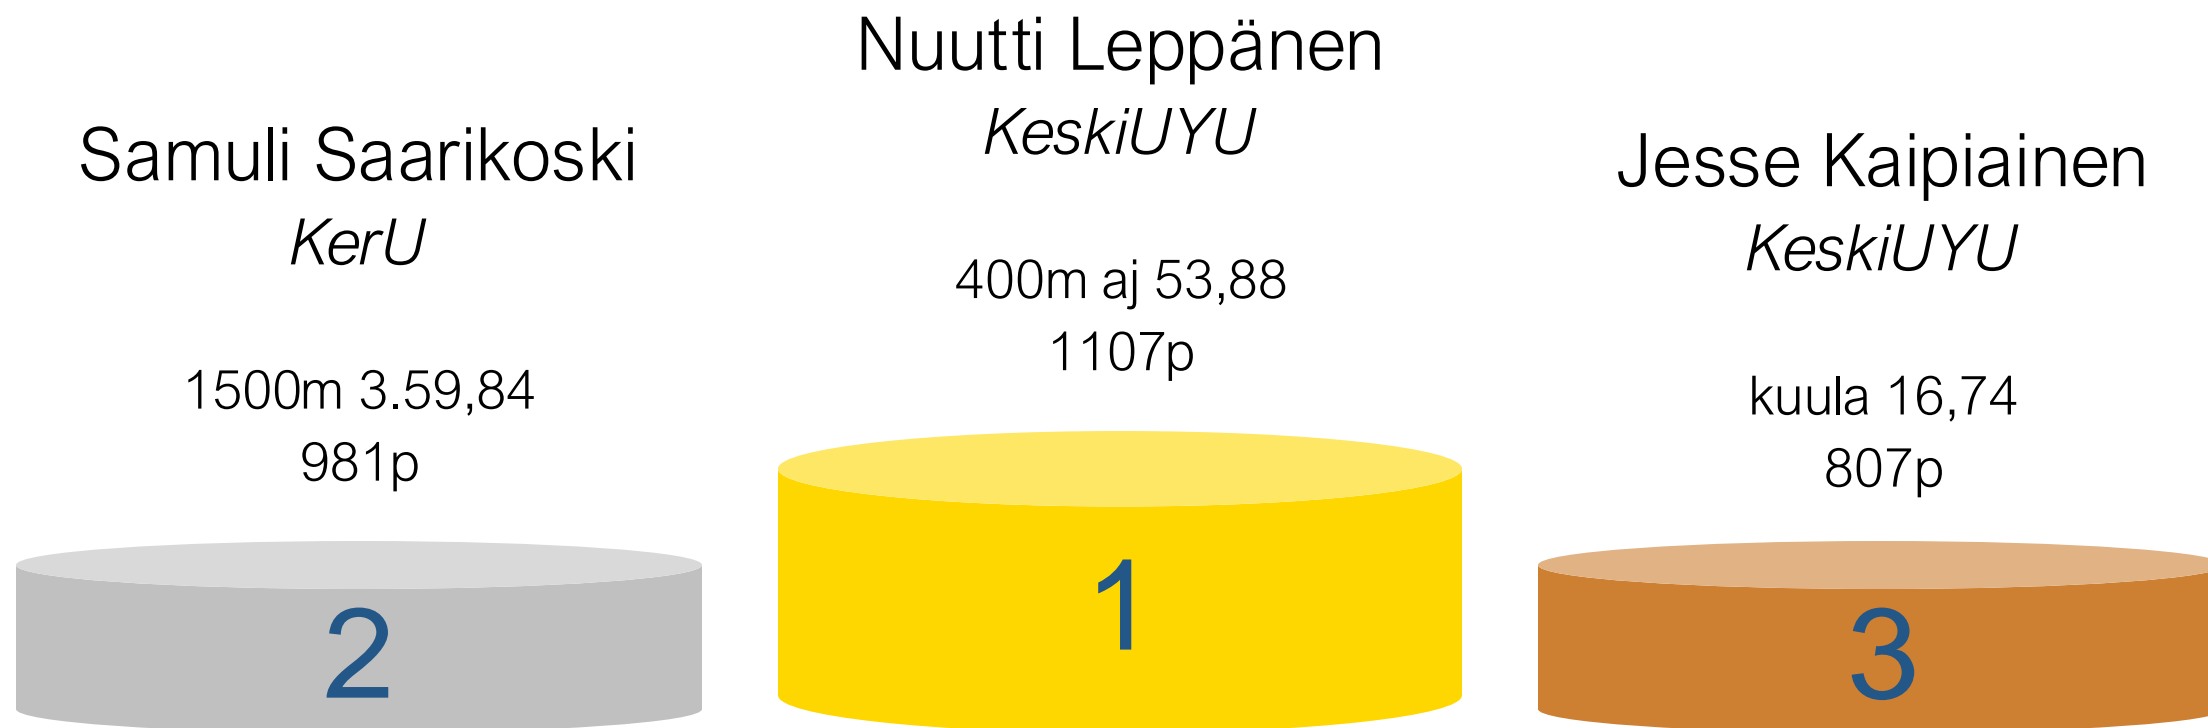 Samuli Saarikoski
KerU
1500m 3.59,84
981p
2
Nuutti Leppänen
KeskiUYU
400m aj 53,88
1107p
1
Jesse Kaipiainen
KeskiUYU
kuula 16,74
807p
3